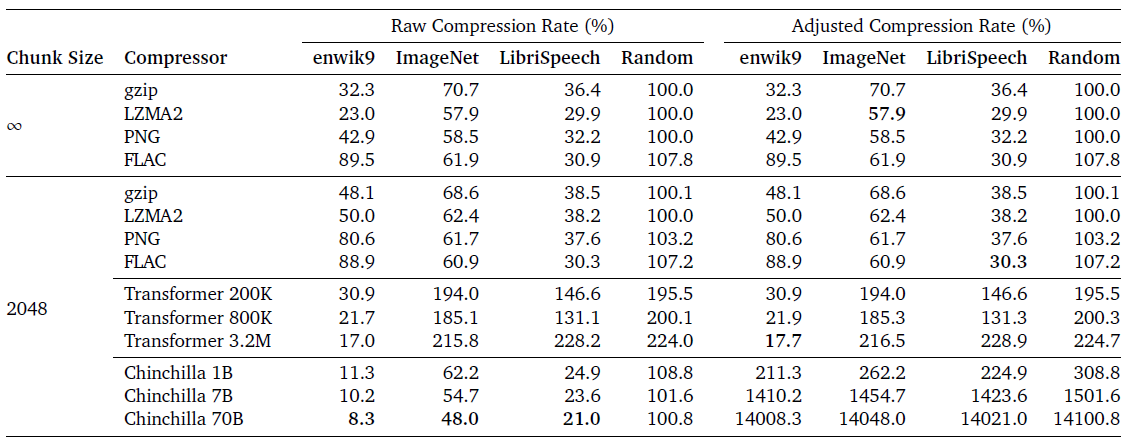 Raw Compression Rate (%) Adjusted Compression Rate (%)
Chunk Size Compressor enwik9 ImageNet LibriSpeech Random enwik9 ImageNet LibriSpeech Random
gzip 32.3 70.7 36.4 100.0 32.3 70.7 36.4 100.0
LZMA2 23.0 57.9 29.9 100.0 23.0 57.9 29.9 100.0
∞
PNG 42.9 58.5 32.2 100.0 42.9 58.5 32.2 100.0
FLAC 89.5 61.9 30.9 107.8 89.5 61.9 30.9 107.8
gzip 48.1 68.6 38.5 100.1 48.1 68.6 38.5 100.1
LZMA2 50.0 62.4 38.2 100.0 50.0 62.4 38.2 100.0
PNG 80.6 61.7 37.6 103.2 80.6 61.7 37.6 103.2
FLAC 88.9 60.9 30.3 107.2 88.9 60.9 30.3 107.2
Transformer 200K 30.9 194.0 146.6 195.5 30.9 194.0 146.6 195.5
2048
Transformer 800K 21.7 185.1 131.1 200.1 21.9 185.3 131.3 200.3
Transformer 3.2M 17.0 215.8 228.2 224.0 17.7 216.5 228.9 224.7
Chinchilla 1B 11.3 62.2 24.9 108.8 211.3 262.2 224.9 308.8
Chinchilla 7B 10.2 54.7 23.6 101.6 1410.2 1454.7 1423.6 1501.6
Chinchilla 70B 8.3 48.0 21.0 100.8 14008.3 14048.0 14021.0 14100.8